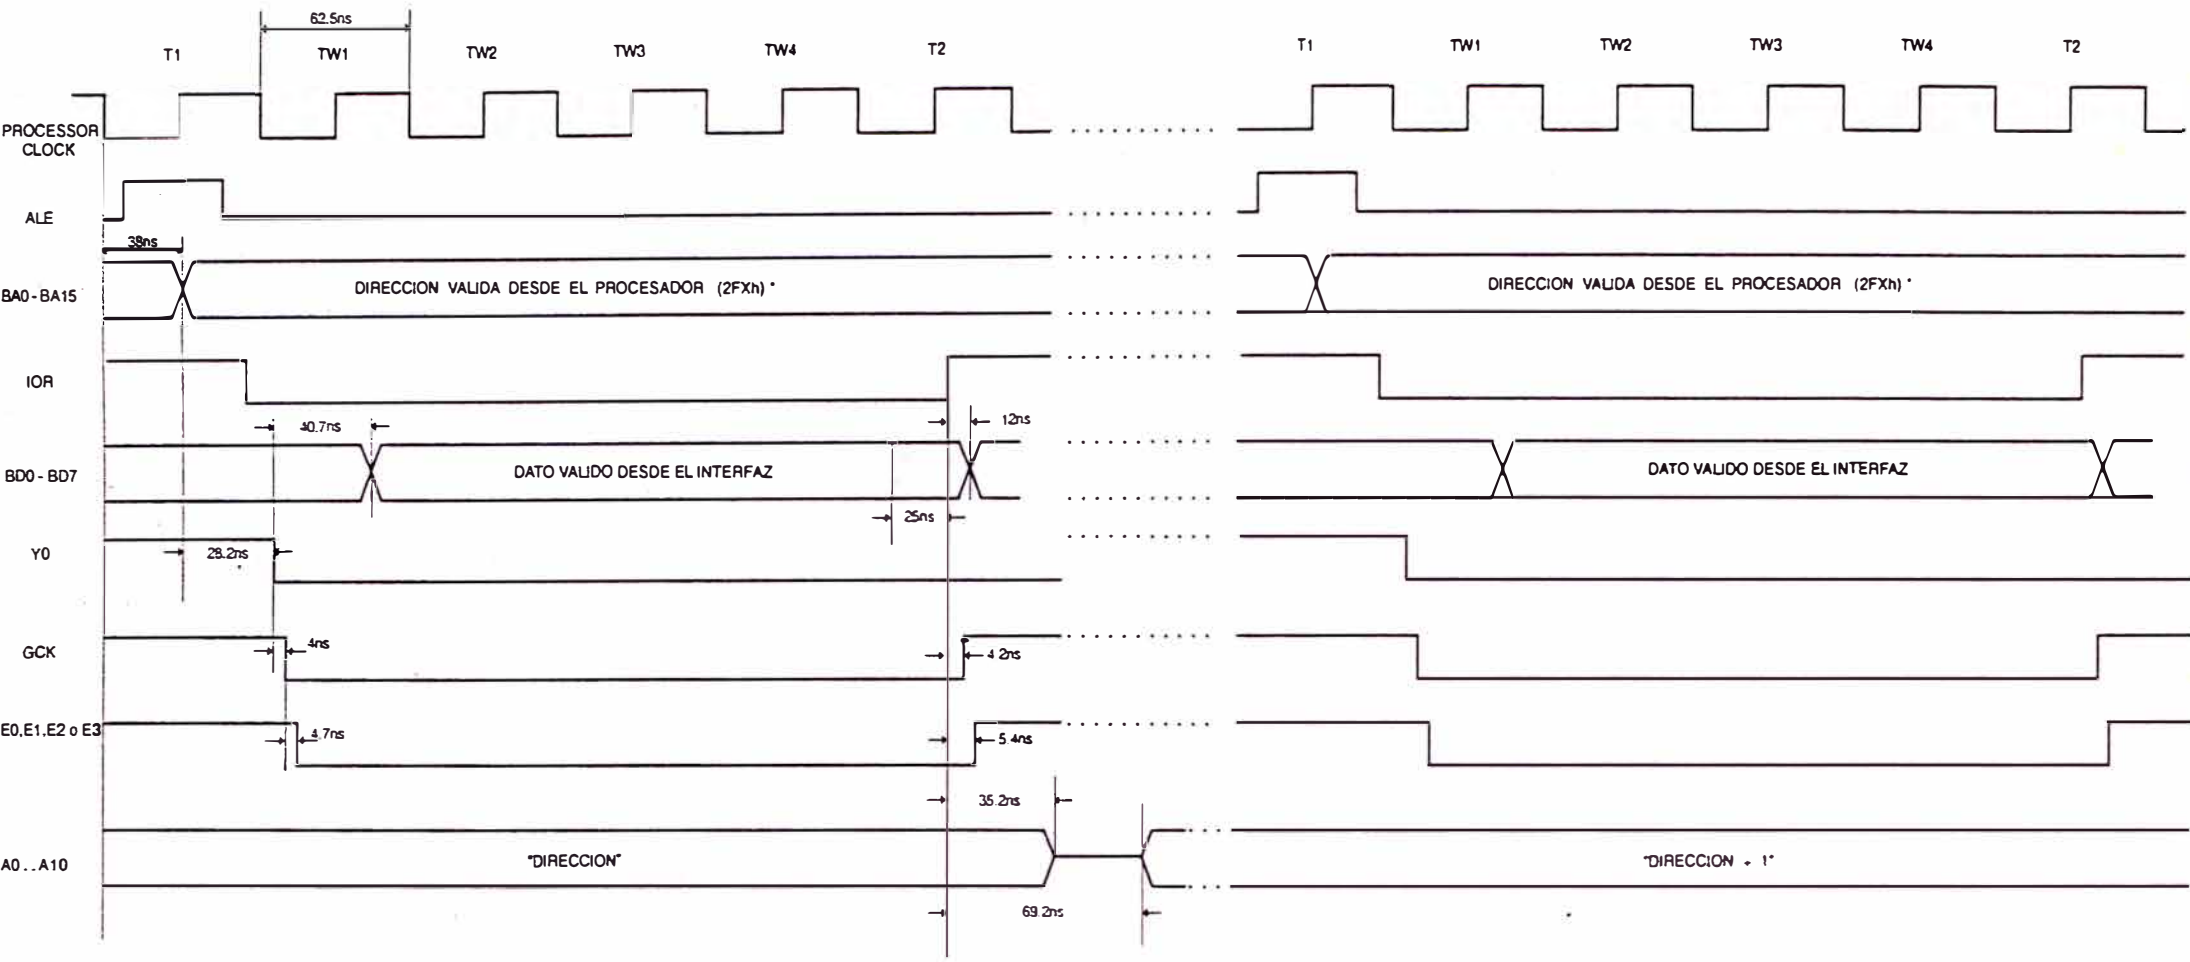 62.5ns
T1 TW1 TW2 TW3 TW4 T2 T1 TW1 TW2 TW3 TW4 T2
PROCESSOR
CLOCK
ALE
38ns
BA0 - BA15 DIRECCION VALIDA DESDE EL PROCESADOR (2FXh) * DIRECCION VALIDA DESDE EL PROCESADOR (2FXh) *
IOR
40.7ns 12ns
BD0 - BD7 DATO VALIDO DESDE EL INTERFAZ DATO VALIDO DESDE EL INTERFAZ
25ns
Y0 28.2ns
GCK 4ns 4.2ns
E0,E1,E2 o E3 4.7ns 5.4ns
35.2ns
A0 . . A10 "DIRECCION" "DIRECCION + 1"
69.2ns